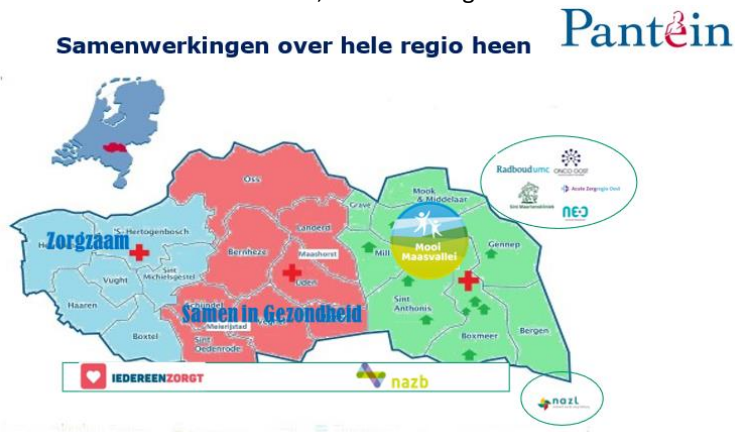 Samenwerkingen over hele regio heen
Pantein
Radboudumc
ONCO OOST
Sint Maartenskliniek
Acute Zorgregio Oost
NEO
Oss
Mook
& Middelaar
Grave
'S- Hertogenbosch
Zorgzaam
Landerd
Bernheze
Maashorst
Mill
Mooi
Maasvallei
Gennep
Sint
Michielsgestel
Uden
Vught
Haaren
Samen in Gezondheid
Sint
Anthonis
Meierijstad
Boxtel
Sint
Oedenrode
Boxmeer
Bergen
IEDEREENZORGT
nazb
nazl